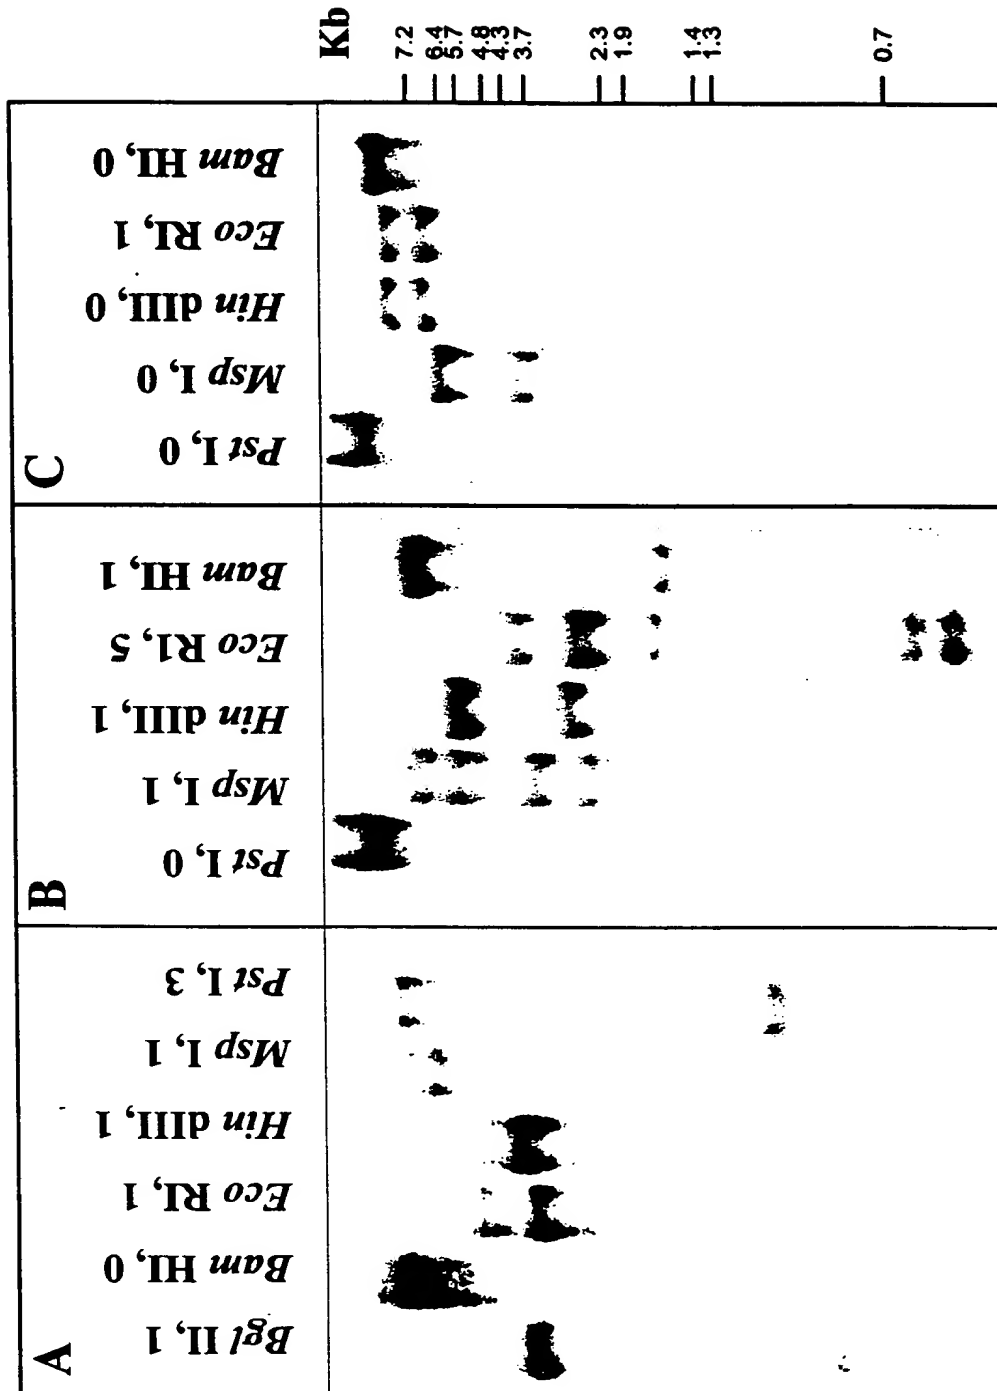 A
Bgl II, 1
Bam HI, 0
Eco RI, 1
Hin dIII, 1
Msp I, 1
Pst I, 3
B
Pst I, 0
Msp I, 1
Hin dIII, 1
Eco R1, 5
Bam HI, 1
C
Pst I, 0
Msp I, 0
Hin dIII, 0
Eco RI, 1
Bam HI, 0
Kb
7.2
6.4
5.7
4.8
4.3
3.7
2.3
1.9
1.4
1.3
0.7